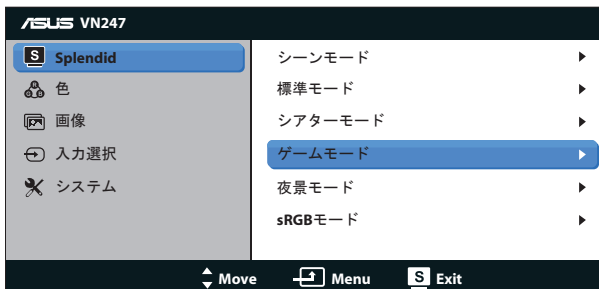 ASUS VN247
S Splendid
色
画像
入力選択
システム
シーンモード
標準モード
シアターモード
ゲームモード
夜景モード
sRGBモード
Move Menu S Exit